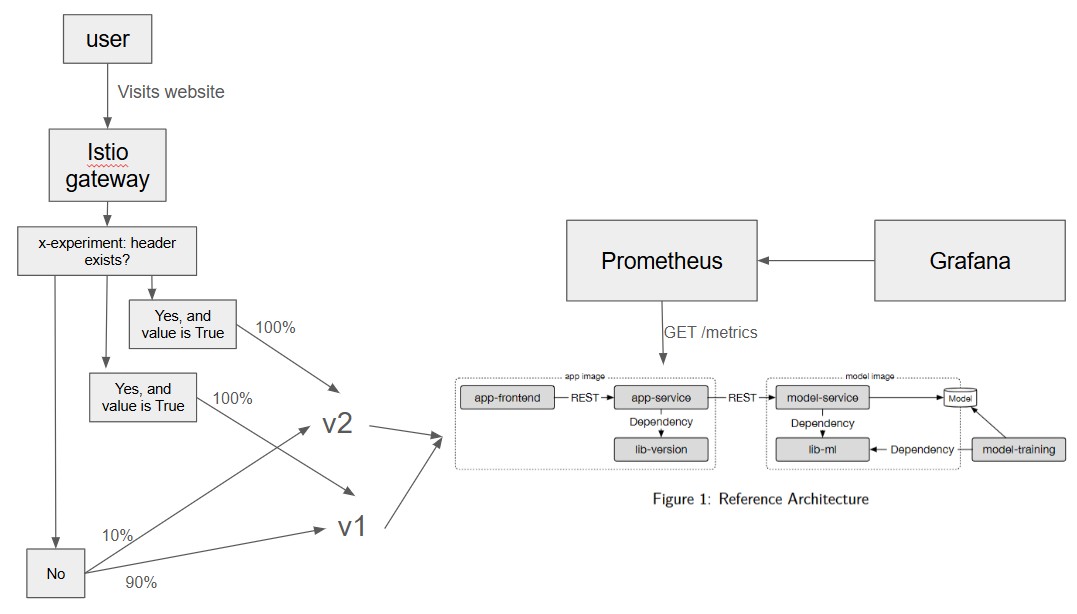 user
Visits website
Istio
gateway
x-experiment: header
exists?
Yes, and
value is True
100%
Yes, and
value is True
100%
v2
v1
10%
90%
No
Prometheus
Grafana
GET /metrics
app image
app-frontend
REST
app-service
Dependency
lib-version
REST
model image
model-service
Model
Dependency
lib-ml
Dependency
model-training
Figure 1: Reference Architecture